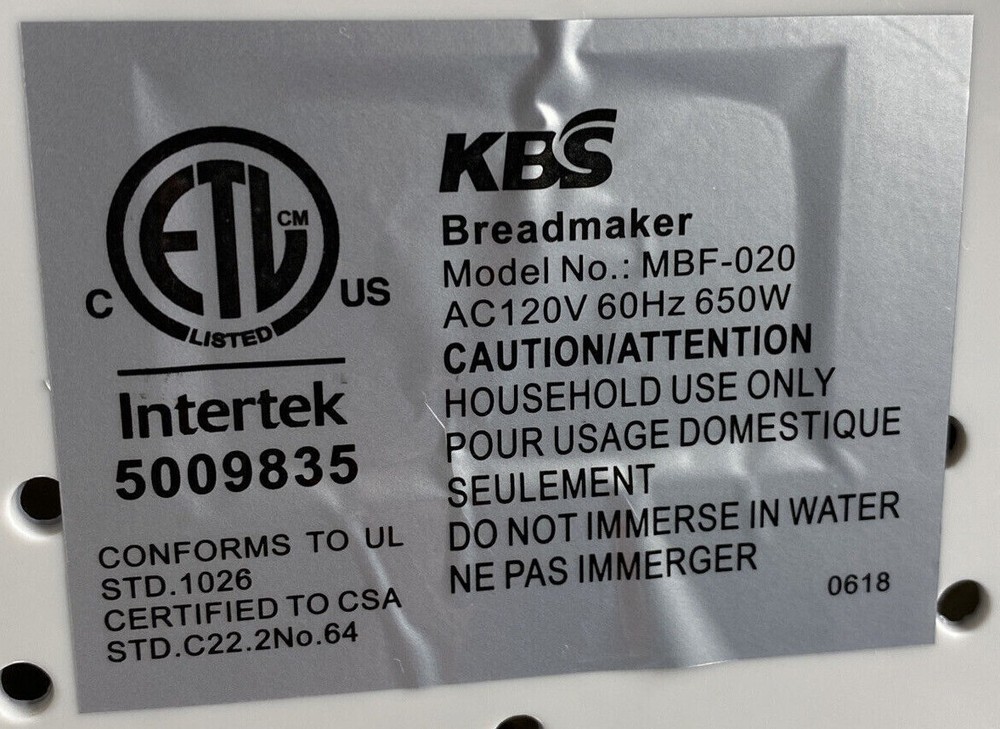 ETL
CM
C
US
LISTED
Intertek
5009835
CONFORMS TO UL
STD.1026
CERTIFIED TO CSA
STD.C22.2No.64
KBS
Breadmaker
Model No.: MBF-020
AC120V 60Hz 650W
CAUTION/ATTENTION
HOUSEHOLD USE ONLY
POUR USAGE DOMESTIQUE
SEULEMENT
DO NOT IMMERSE IN WATER
NE PAS IMMERGER
0618